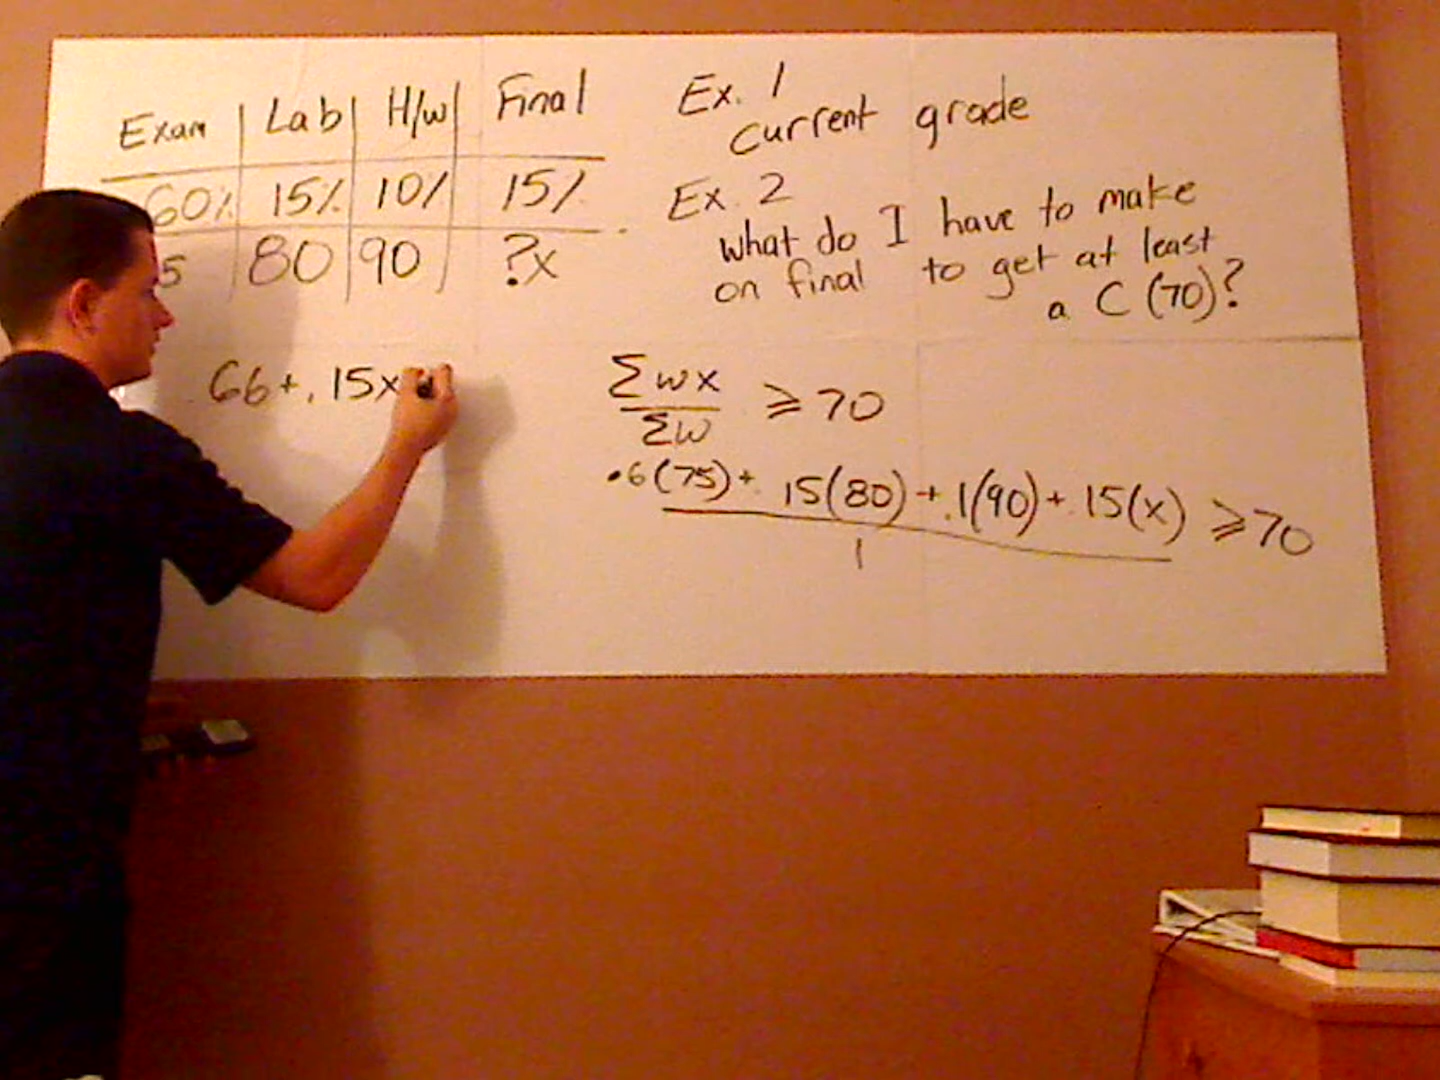 Exam | Lab | H/w | Final
60% | 15% | 10% | 15%
5 | 80 | 90 | ?x
66+.15x
Ex. 1
current grade
Ex. 2
what do I have to make
on final to get at least
a C (70)?
Σwx
Σw
≥ 70
.6(75) + .15(80) + .1(90) + .15(x) ≥ 70
1